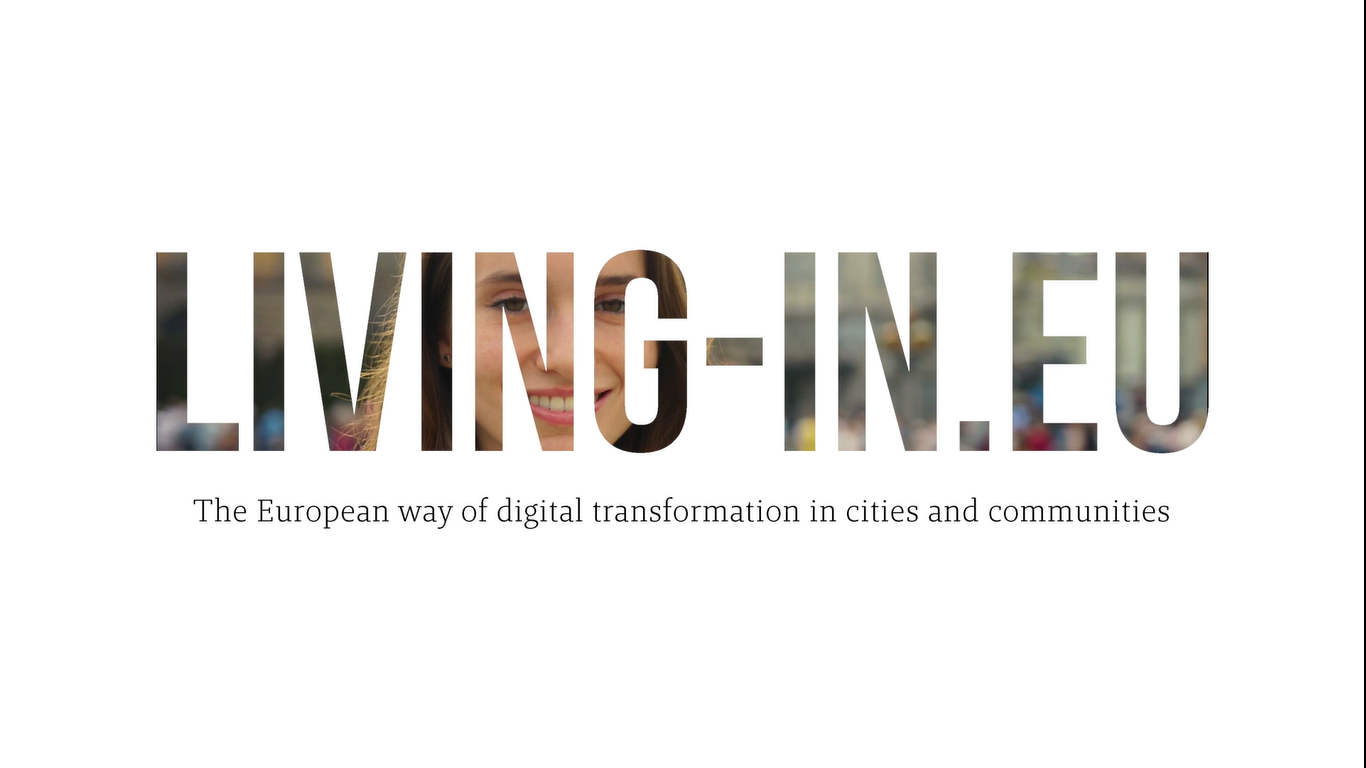 LIVING-IN.EU
The European way of digital transformation in cities and communities